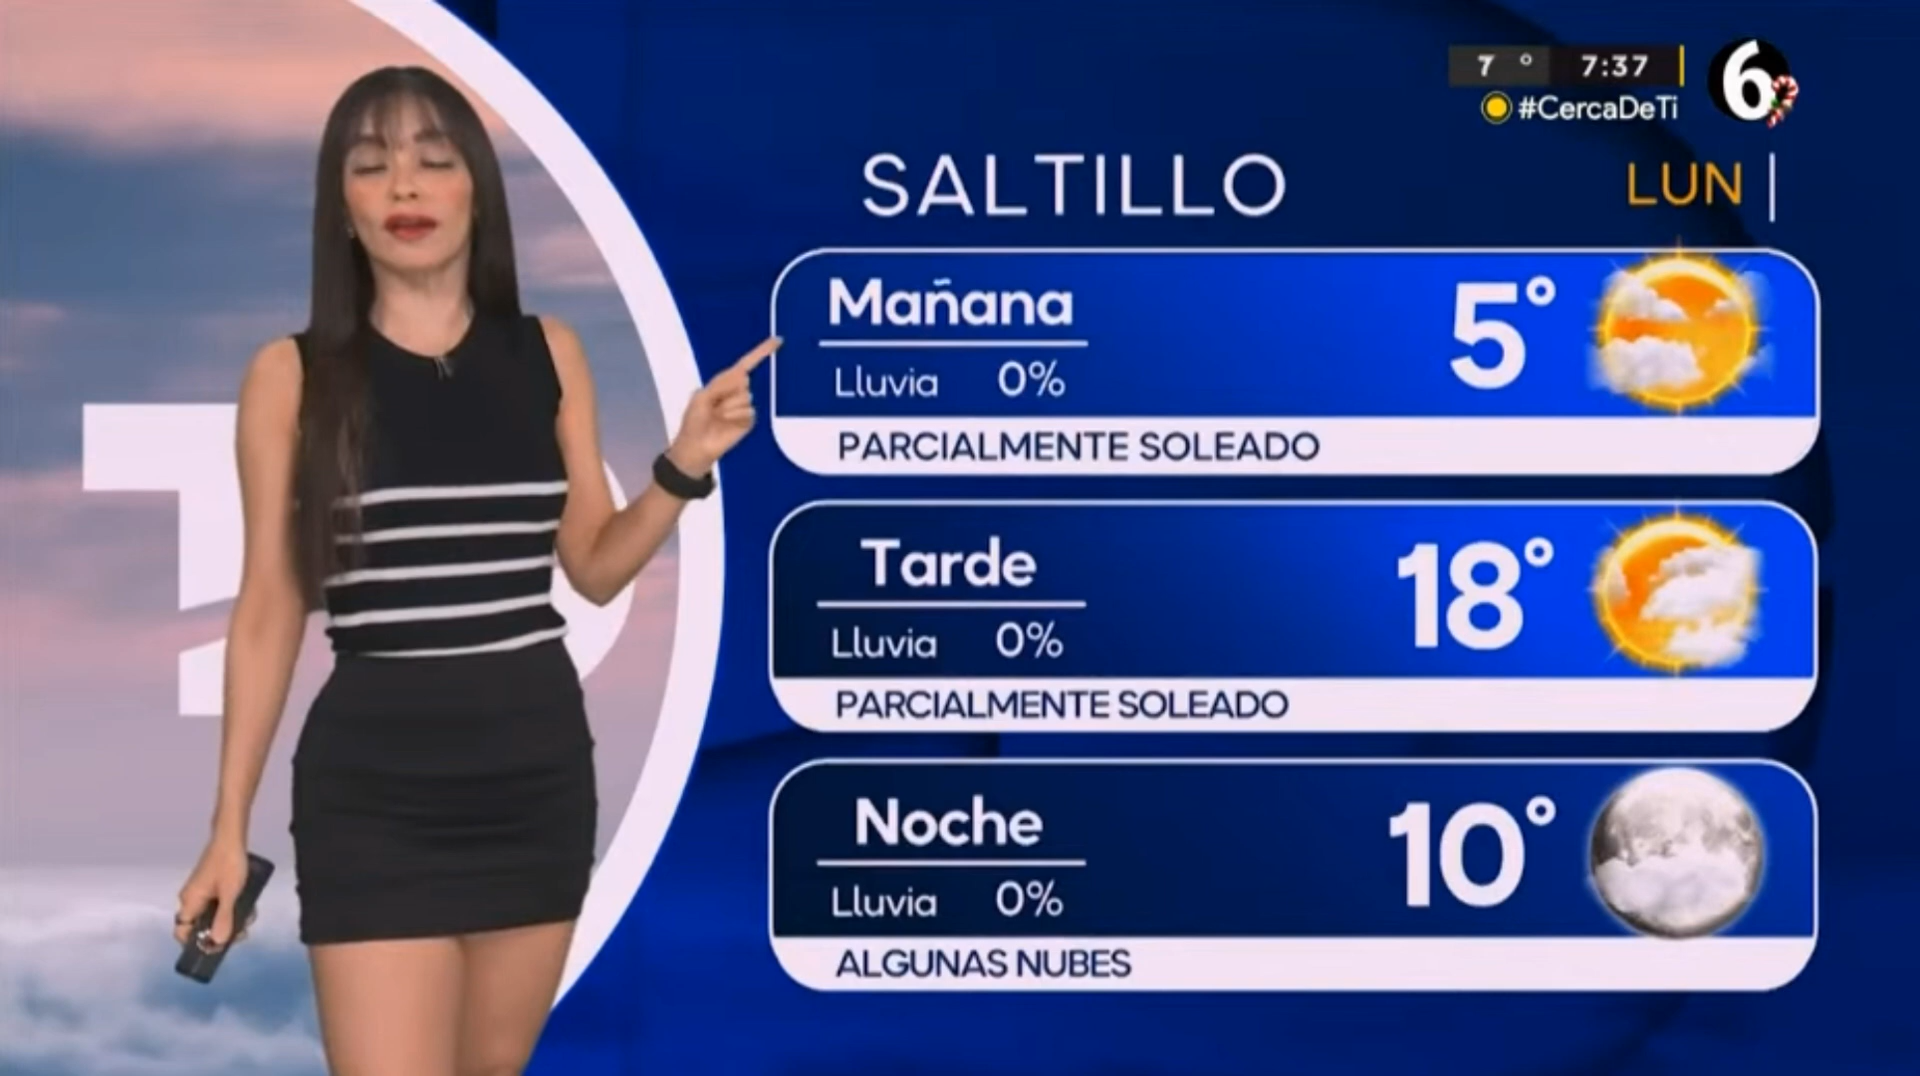 7° 7:37
#CercaDeTi
6
SALTILLO
LUN
Mañana
5°
Lluvia 0%
PARCIALMENTE SOLEADO
Tarde
18°
Lluvia 0%
PARCIALMENTE SOLEADO
Noche
10°
Lluvia 0%
ALGUNAS NUBES